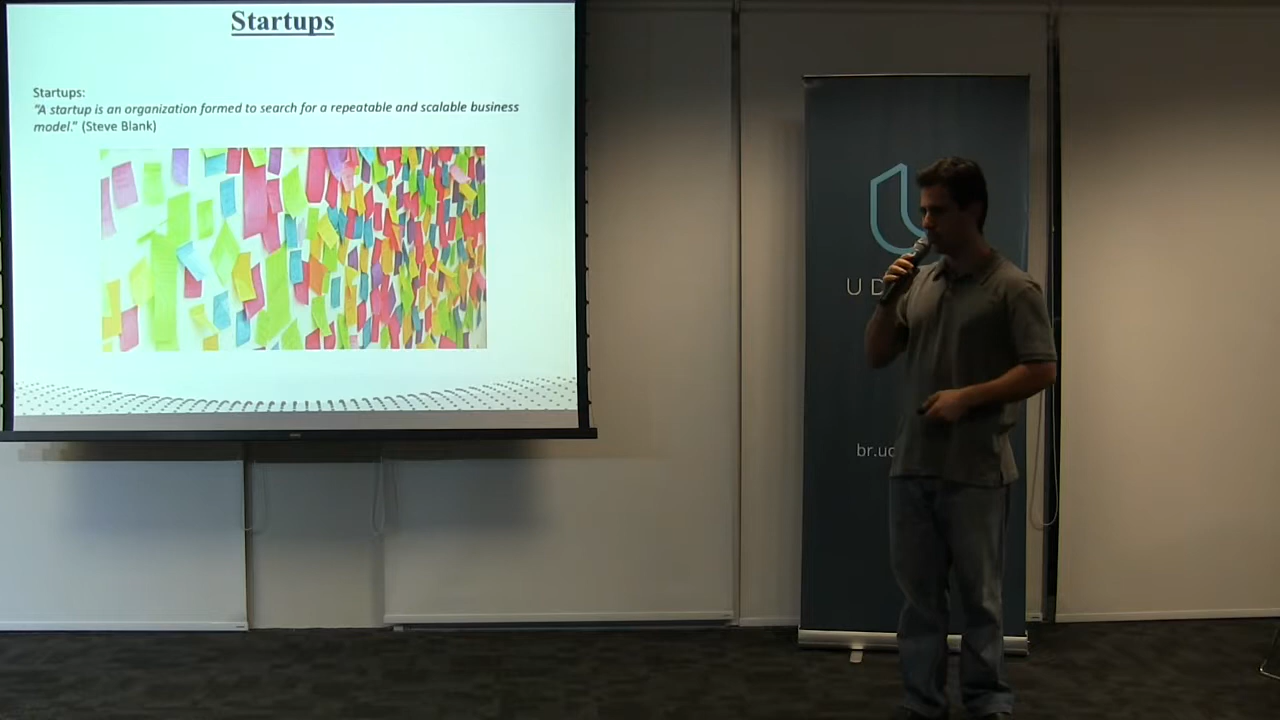 Startups
Startups:
"A startup is an organization formed to search for a repeatable and scalable business
model." (Steve Blank)
U D
br.ud